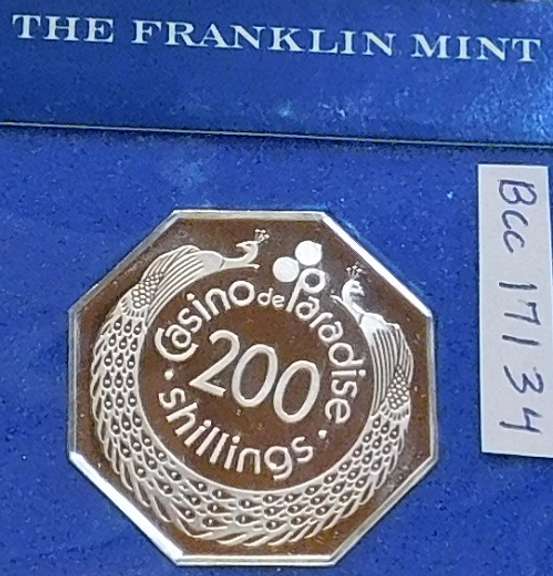 THE FRANKLIN MINT
Casino de Paradise
200
· shillings ·
Bcc 17134